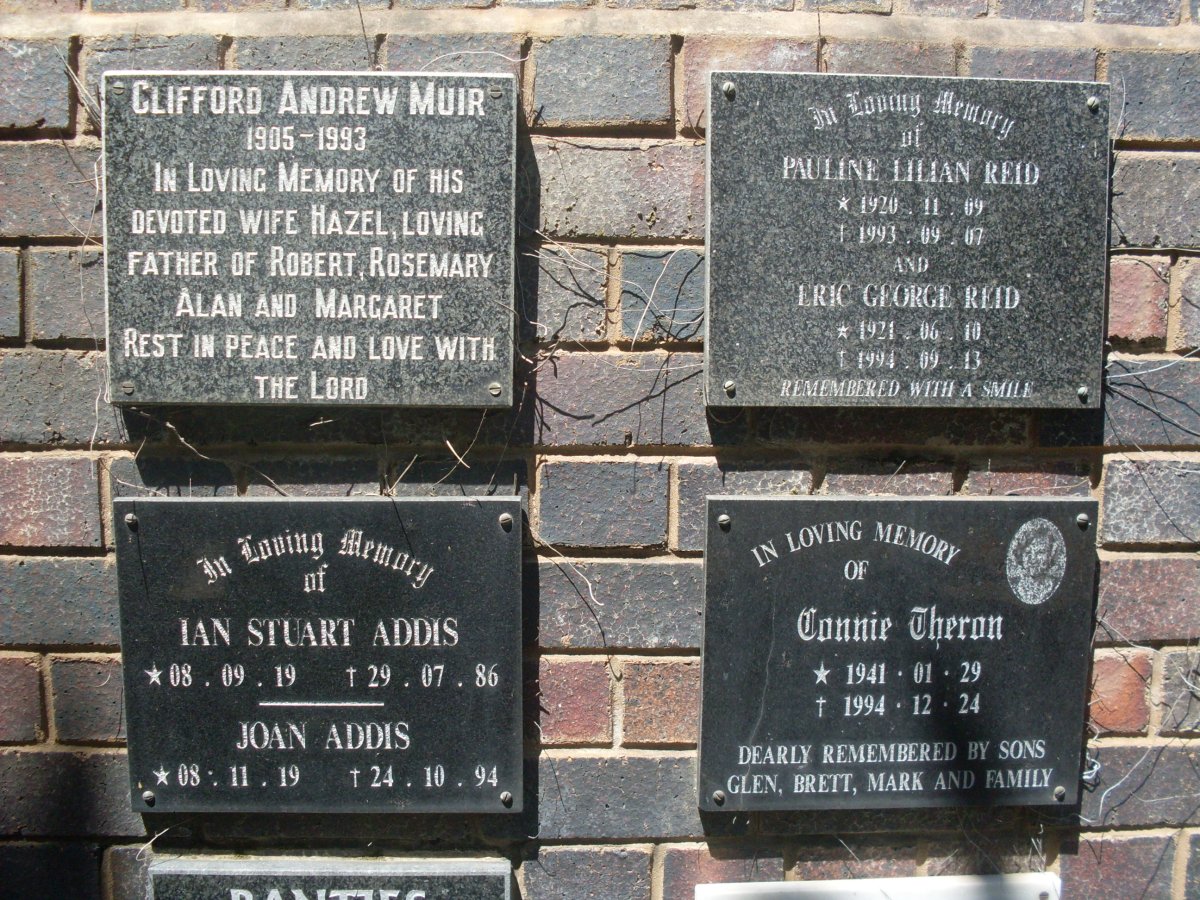 CLIFFORD ANDREW MUIR
1905-1993
IN LOVING MEMORY OF HIS
DEVOTED WIFE HAZEL, LOVING
FATHER OF ROBERT, ROSEMARY
ALAN AND MARGARET
REST IN PEACE AND LOVE WITH
THE LORD
In Loving Memory
of
PAULINE LILIAN REID
★ 1920 . 11 . 09
† 1993 . 09 . 07
AND
ERIC GEORGE REID
★ 1921 . 06 . 10
† 1994 . 09 . 13
REMEMBERED WITH A SMILE
In Loving Memory
of
IAN STUART ADDIS
★ 08 . 09 . 19 † 29 . 07 . 86
JOAN ADDIS
★ 08 . 11 . 19 † 24 . 10 . 94
IN LOVING MEMORY
OF
Connie Theron
★ 1941 · 01 · 29
† 1994 · 12 · 24
DEARLY REMEMBERED BY SONS
GLEN, BRETT, MARK AND FAMILY